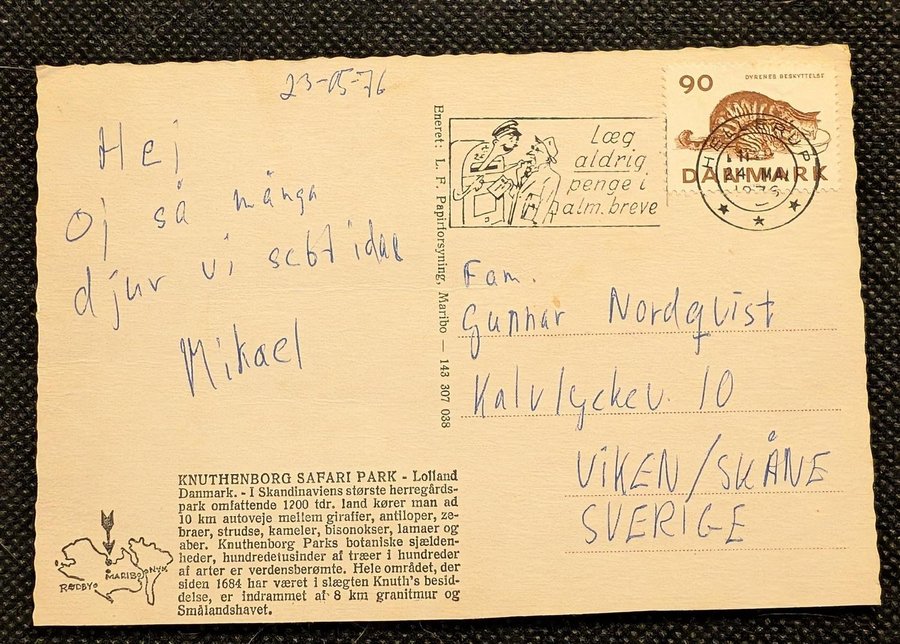 23-05-76
Hej
Oj så många
djur vi sett idag
Mikael
KNUTHENBORG SAFARI PARK - Lolland
Danmark. - I Skandinaviens største herregårds-
park omfattende 1200 tdr. land kører man ad
10 km autoveje mellem giraffer, antiloper, ze-
braer, strudse, kameler, bisonokser, lamaer og
aber. Knuthenborg Parks botaniske sjælden-
heder, hundredetusinder af træer i hundreder
af arter er verdensberømte. Hele området, der
siden 1684 har været i slægten Knuth's besid-
delse, er indrammet af 8 km granitmur og
Smålandshavet.
RØDBY
MARIBO
NYK
Eneret: L. F. Papirforsyning, Maribo — 143 307 038
Læg
aldrig
penge i
alm. breve
90
DYRENES BESKYTTELSE
DANMARK
24
1976
Fam.
Gunnar Nordqvist
Kalvlyckev. 10
VIKEN/SKÅNE
SVERIGE